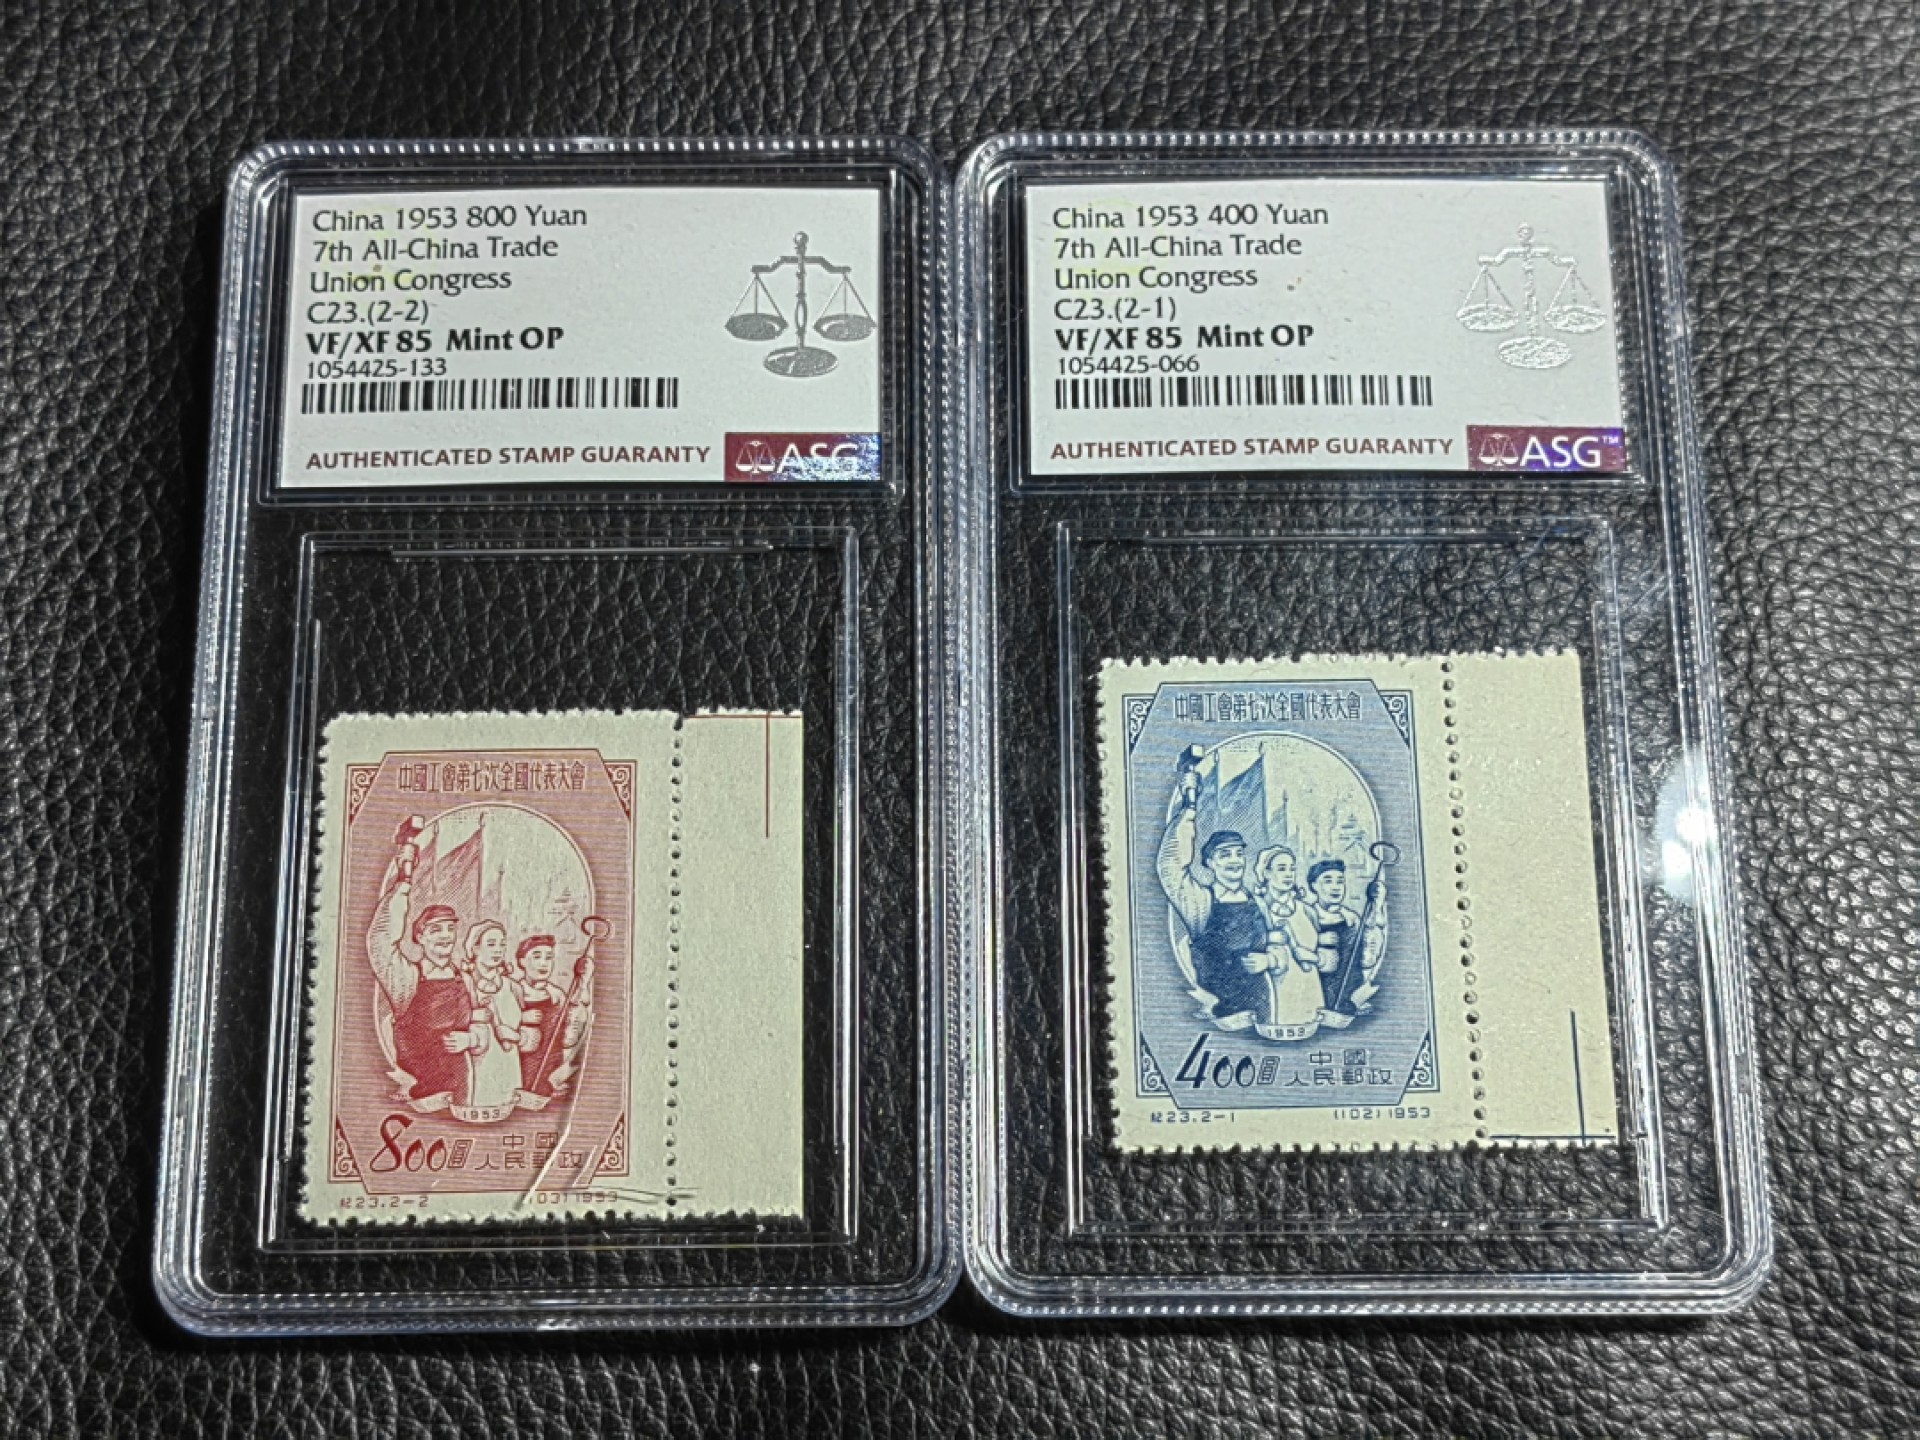 China 1953 800 Yuan
7th All-China Trade
Union Congress
C23.(2-2)
VF/XF 85 Mint OP
1054425-133
AUTHENTICATED STAMP GUARANTY
ASG
中國工會第七次全國代表大會
1953
800圓
中國
人民郵政
紀23.2-2
(103) 1953
China 1953 400 Yuan
7th All-China Trade
Union Congress
C23.(2-1)
VF/XF 85 Mint OP
1054425-066
AUTHENTICATED STAMP GUARANTY
ASG™
中國工會第七次全國代表大會
1953
400圓
中國
人民郵政
紀23.2-1
(102) 1953